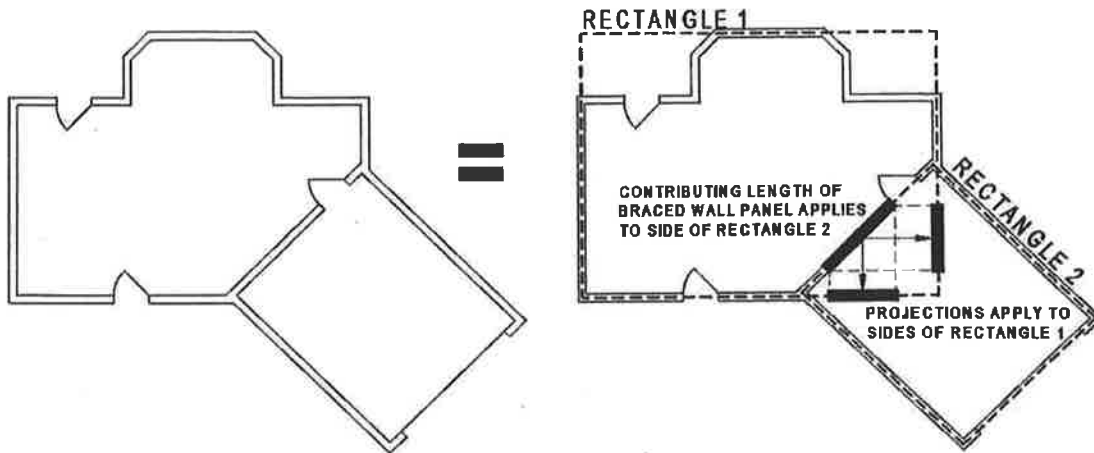 RECTANGLE 1
CONTRIBUTING LENGTH OF
BRACED WALL PANEL APPLIES
TO SIDE OF RECTANGLE 2
RECTANGLE 2
PROJECTIONS APPLY TO
SIDES OF RECTANGLE 1